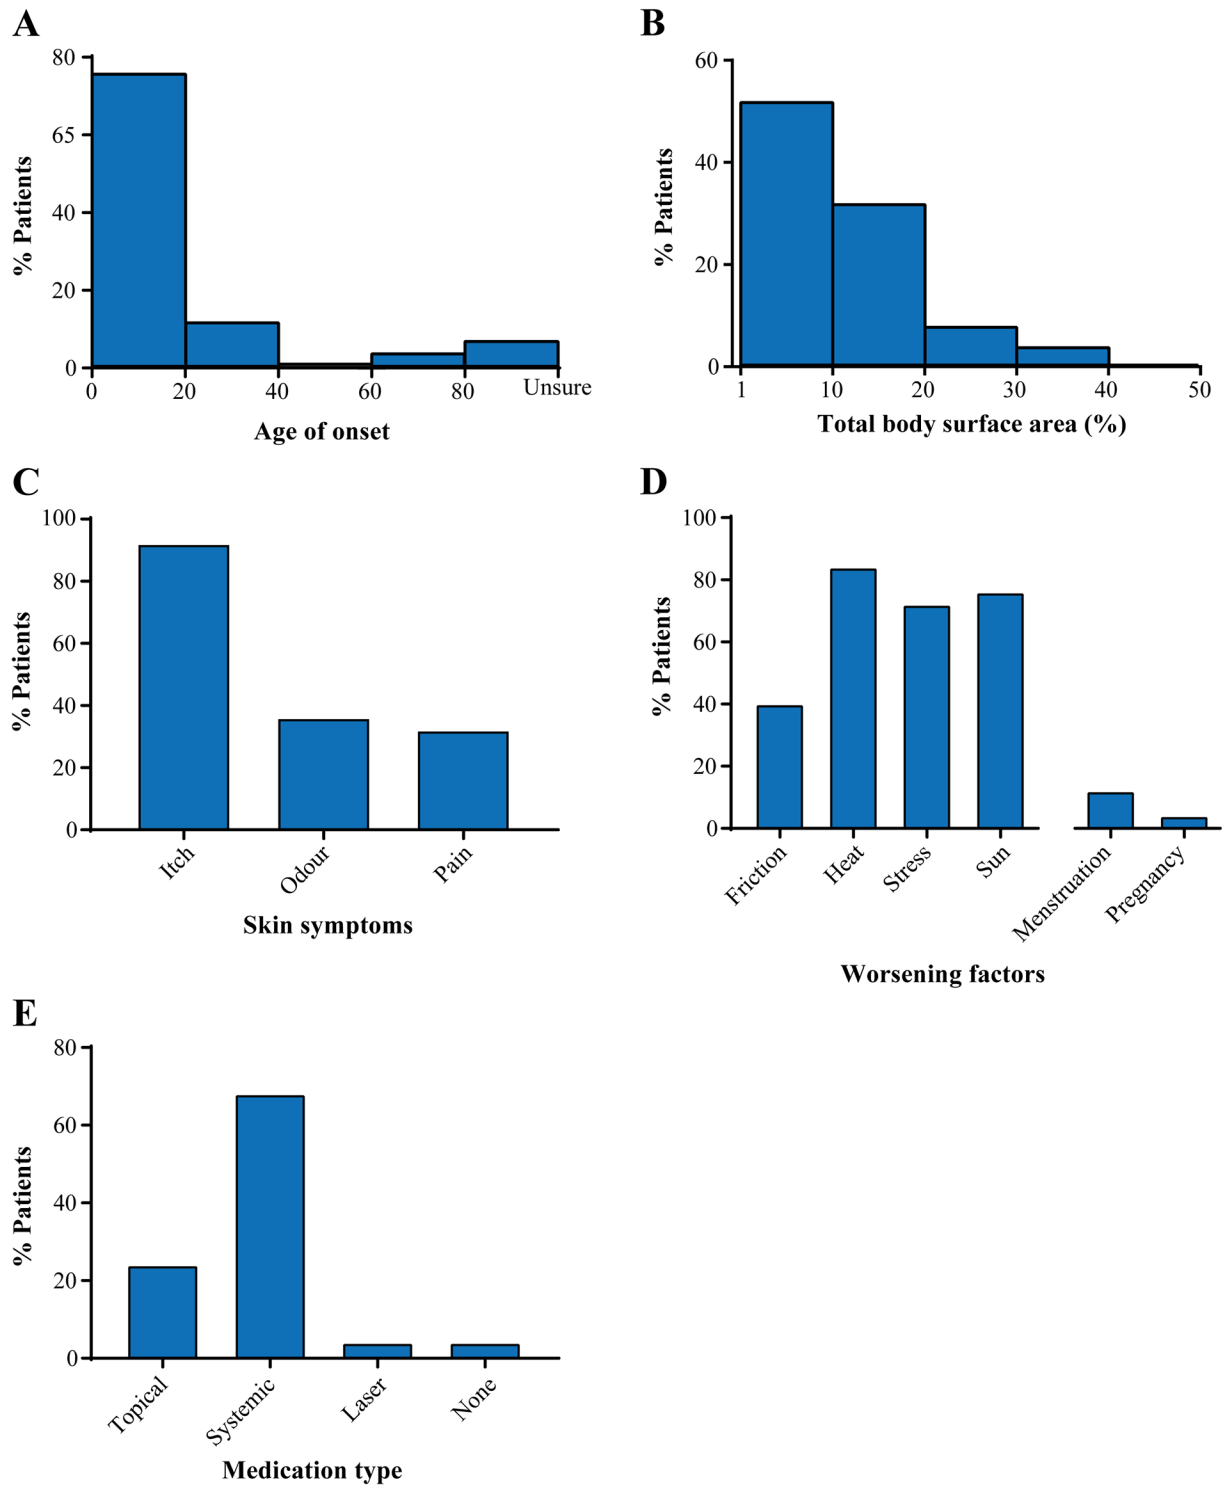 A
% Patients
80
65
40
20
0
0 20 40 60 80 Unsure
Age of onset
B
% Patients
60
40
20
0
1 10 20 30 40 50
Total body surface area (%)
C
% Patients
100
80
60
40
20
0
Itch Odour Pain
Skin symptoms
D
% Patients
100
80
60
40
20
0
Friction Heat Stress Sun Menstruation Pregnancy
Worsening factors
E
% Patients
80
60
40
20
0
Topical Systemic Laser None
Medication type